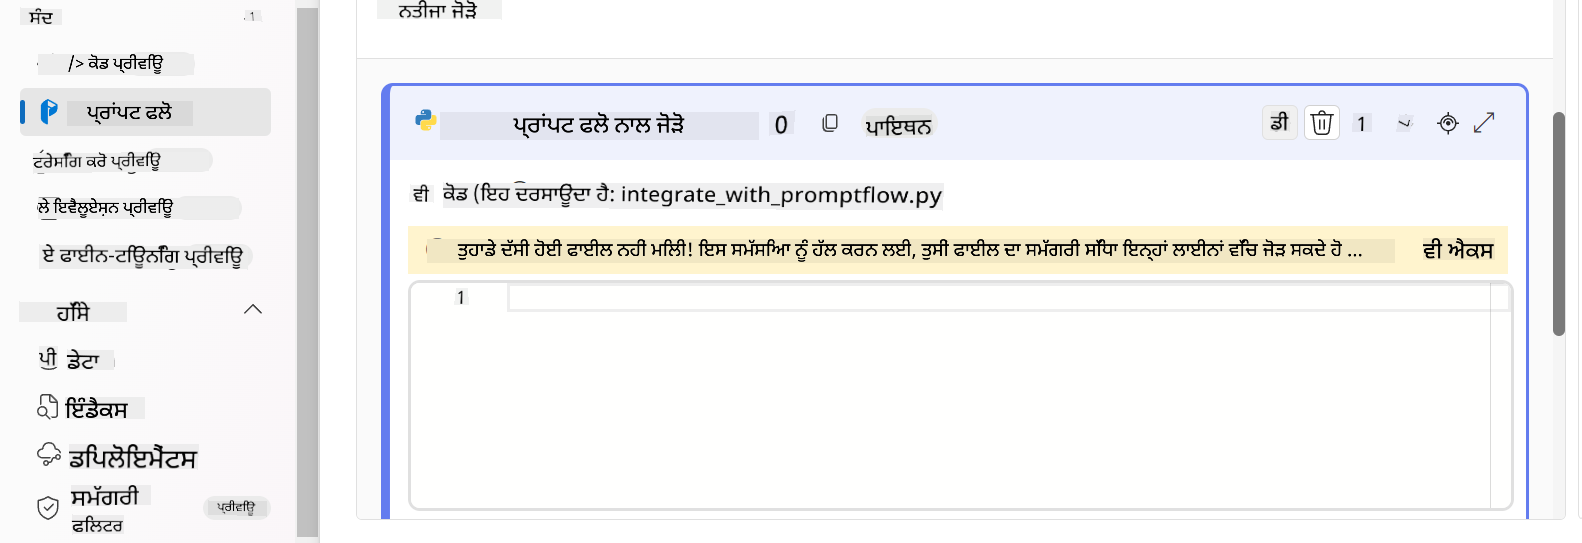 ਸੰਦ
1
/> ਕੋਡ ਪ੍ਰੀਵਿਊ
ਪ੍ਰਾਂਪਟ ਫਲੋ
ਟ੍ਰੇਸਿੰਗ ਕਰੋ ਪ੍ਰੀਵਿਊ
ਲੇ ਇਵੈਲੂਏਸ਼ਨ ਪ੍ਰੀਵਿਊ
ਏ ਫਾਈਨ-ਟਿਊਨਿੰਗ ਪ੍ਰੀਵਿਊ
ਹਿੱਸੇ
ਪੀ ਡੇਟਾ
ਇੰਡੈਕਸ
ਡਿਪਲੋਇਮੈਂਟਸ
ਸਮੱਗਰੀ
ਫਿਲਟਰ
ਪ੍ਰੀਵਿਊ
ਨਤੀਜਾ ਜੋੜੋ
ਪ੍ਰਾਂਪਟ ਫਲੋ ਨਾਲ ਜੋੜੋ 0 ਪਾਇਥਨ ਡੀ 1
ਵੀ ਕੋਡ (ਇਹ ਦਰਸਾਊਂਦਾ ਹੈ: integrate_with_promptflow.py
ਤੁਹਾਡੇ ਦੱਸੀ ਹੋਈ ਫਾਈਲ ਨਹੀਂ ਮਿਲੀ! ਇਸ ਸਮੱਸਿਆ ਨੂੰ ਹੱਲ ਕਰਨ ਲਈ, ਤੁਸੀਂ ਫਾਈਲ ਦਾ ਸਮੱਗਰੀ ਸਿੱਧਾ ਇਨ੍ਹਾਂ ਲਾਈਨਾਂ ਵਿੱਚ ਜੋੜ ਸਕਦੇ ਹੋ ... ਵੀ ਐਕਸ
1